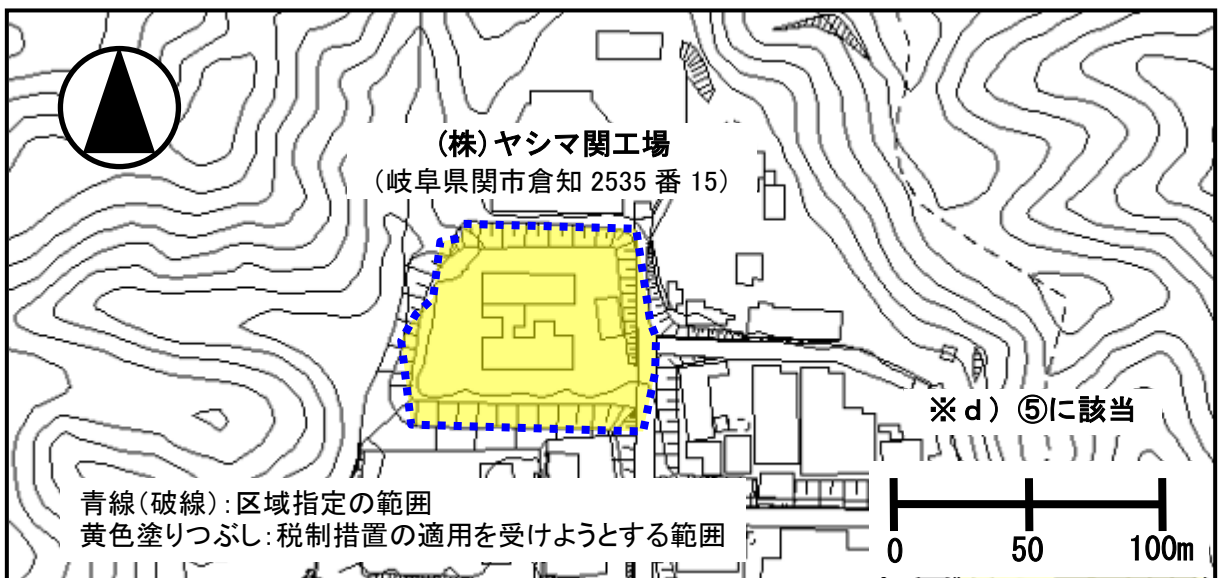 (株)ヤシマ関工場
(岐阜県関市倉知 2535 番 15)
※d) ⑤に該当
青線(破線):区域指定の範囲
黄色塗りつぶし:税制措置の適用を受けようとする範囲
0 50 100m